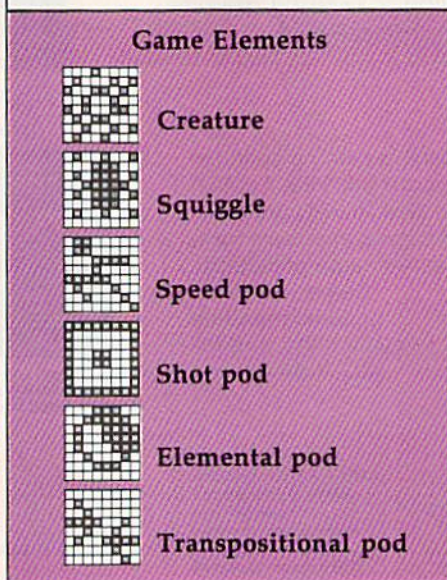 Game Elements
Creature
Squiggle
Speed pod
Shot pod
Elemental pod
Transpositional pod